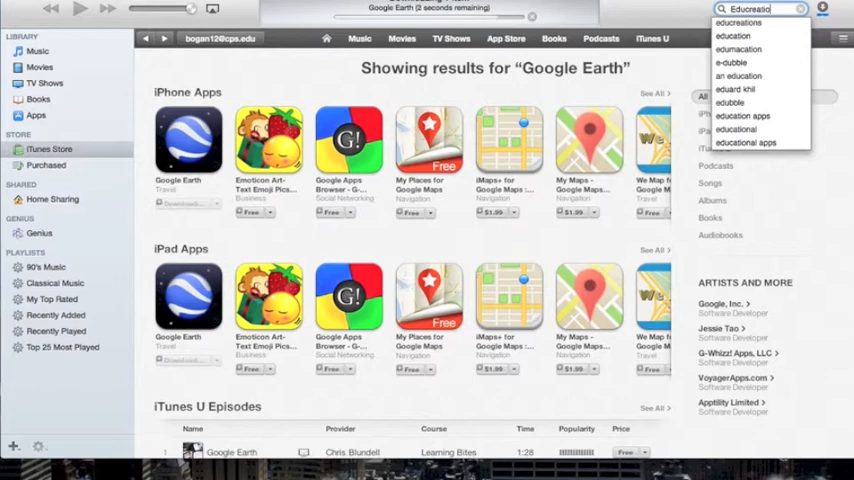 Google Earth (2 seconds remaining)
Educreatio
educreations
education
edumacation
e-dubble
an education
eduard khil
edubble
education apps
educational
educational apps
bogan12@cps.edu
Music Movies TV Shows App Store Books Podcasts iTunes U
LIBRARY
Music
Movies
TV Shows
Books
Apps
STORE
iTunes Store
Purchased
SHARED
Home Sharing
GENIUS
Genius
PLAYLISTS
90's Music
Classical Music
My Top Rated
Recently Added
Recently Played
Top 25 Most Played
Showing results for “Google Earth”
iPhone Apps
See All >
Google Earth
Travel
Downloadi...
Emoticon Art-
Text Emoji Pics...
Business
Free
Google Apps
Browser - G-...
Social Networking
Free
My Places for
Google Maps
Navigation
Free
iMaps+ for
Google Maps
Navigation
$1.99
My Maps -
Google Maps...
Navigation
$1.99
We Map for
Google Ma
Navigation
Free
iPad Apps
See All >
Google Earth
Travel
Downloadi...
Emoticon Art-
Text Emoji Pics...
Business
Free
Google Apps
Browser - G-...
Social Networking
Free
My Places for
Google Maps
Navigation
Free
iMaps+ for
Google Maps
Navigation
$1.99
My Maps -
Google Maps...
Navigation
$1.99
We Map for
Google Ma
Navigation
Free
iTunes U Episodes
See All >
Name Provider Course Time Popularity Price
1 Google Earth Chris Blundell Learning Bites 1:28 Free
All
Podcasts
Songs
Albums
Books
Audiobooks
ARTISTS AND MORE
Google, Inc. >
Software Developer
Jessie Tao >
Software Developer
G-Whizz! Apps, LLC >
Software Developer
VoyagerApps.com >
Software Developer
Apptility Limited >
Software Developer